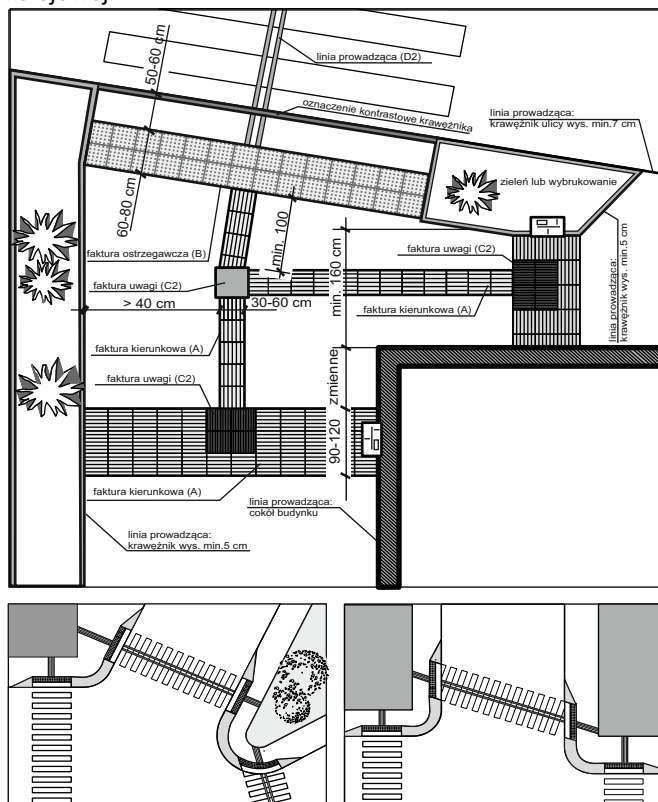 linia prowadząca (D2)
50-60 cm
oznaczenie kontrastowe krawężnika
linia prowadząca:
krawężnik ulicy wys. min.7 cm
zieleń lub wybrukowanie
60-80 cm
min. 100
faktura ostrzegawcza (B)
faktura uwagi (C2)
min. 160 cm
linia prowadząca:
krawężnik wys. min.5 cm
faktura uwagi (C2)
> 40 cm
30-60 cm
faktura kierunkowa (A)
faktura kierunkowa (A)
zmienne
faktura uwagi (C2)
90-120
faktura kierunkowa (A)
linia prowadząca:
cokół budynku
linia prowadząca:
krawężnik wys. min.5 cm